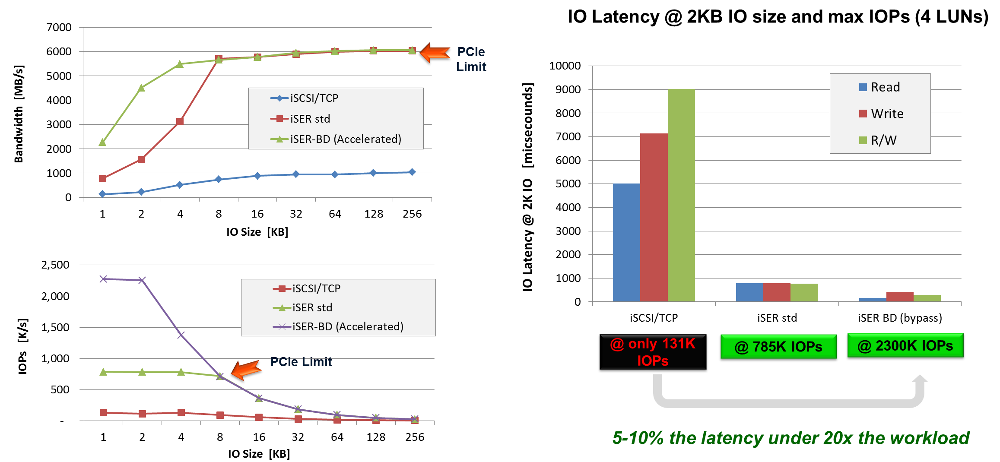 7000
6000
5000
4000
3000
2000
1000
0
Bandwidth [MB/s]
iSCSI/TCP
iSER std
iSER-BD (Accelerated)
PCIe
Limit
1 2 4 8 16 32 64 128 256
IO Size [KB]
2,500
2,000
1,500
1,000
500
-
IOPs [K/s]
iSCSI/TCP
iSER std
iSER-BD (Accelerated)
PCIe Limit
1 2 4 8 16 32 64 128 256
IO Size [KB]
IO Latency @ 2KB IO size and max IOPs (4 LUNs)
10000
9000
8000
7000
6000
5000
4000
3000
2000
1000
0
IO Latency @ 2K IO [micsecounds]
Read
Write
R/W
iSCSI/TCP iSER std iSER BD (bypass)
@ only 131K
IOPs
@ 785K IOPs
@ 2300K IOPs
5-10% the latency under 20x the workload